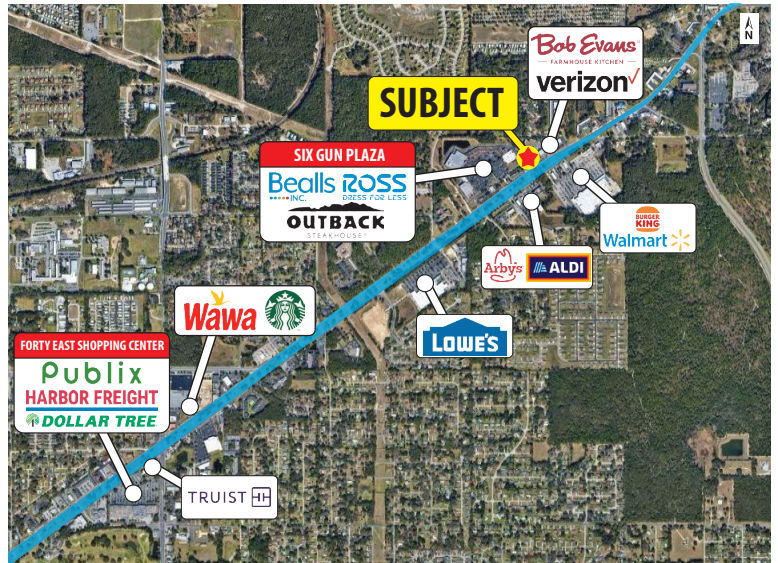 N
Bob Evans
FARMHOUSE KITCHEN
verizon
SUBJECT
SIX GUN PLAZA
Bealls ROSS
INC. DRESS FOR LESS
OUTBACK
STEAKHOUSE
BURGER
KING
Walmart
Arby's ALDI
Wawa
LOWE'S
FORTY EAST SHOPPING CENTER
Publix
HARBOR FREIGHT
DOLLAR TREE
TRUIST